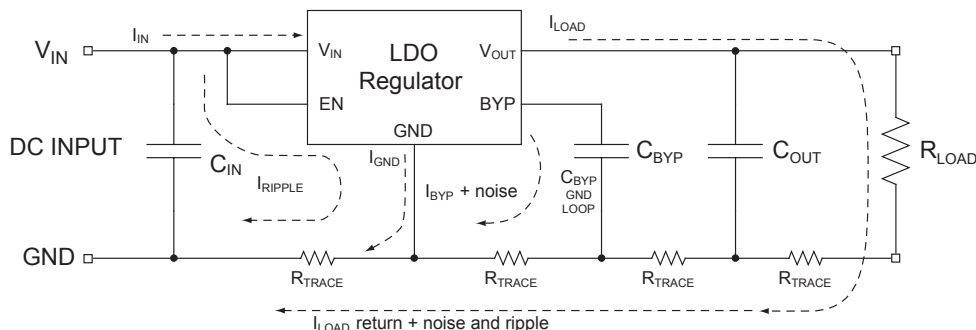 I_IN
I_LOAD
V_IN
V_IN
LDO
Regulator
V_OUT
EN
BYP
GND
DC INPUT
C_IN
I_RIPPLE
I_GND
I_BYP + noise
C_BYP
GND
LOOP
C_BYP
C_OUT
R_LOAD
GND
R_TRACE
R_TRACE
R_TRACE
R_TRACE
I_LOAD return + noise and ripple